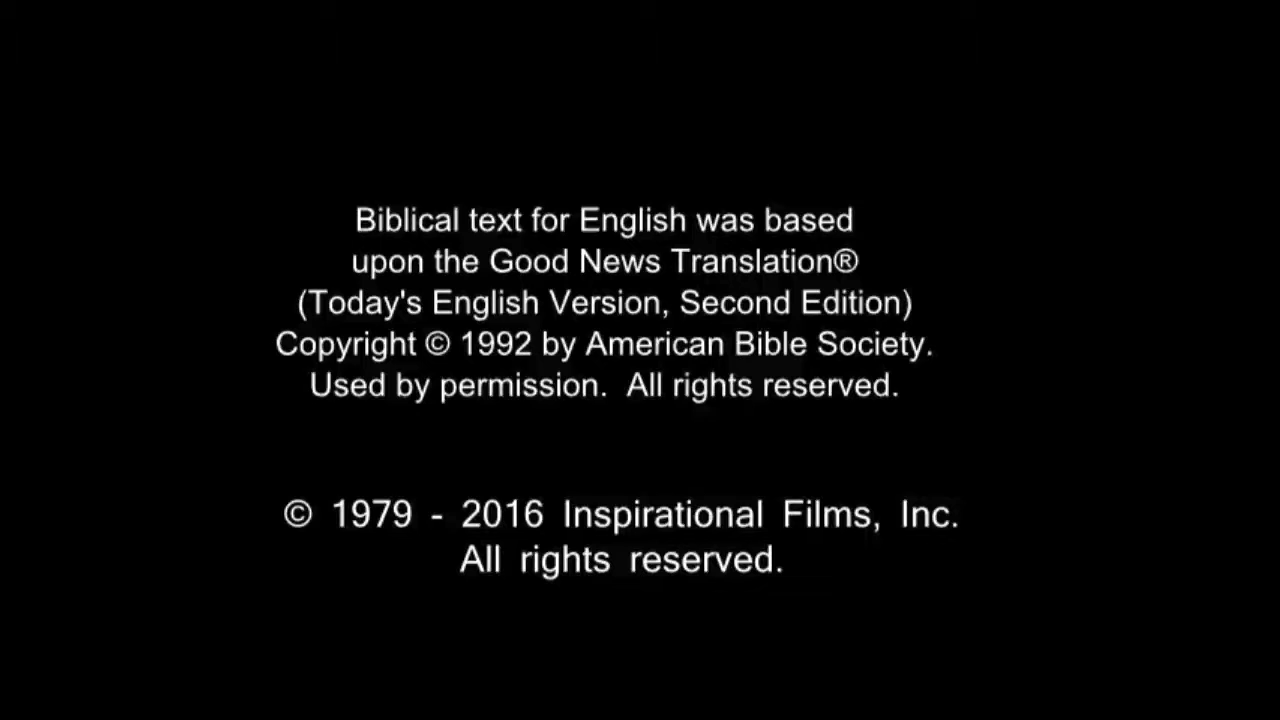 Biblical text for English was based
upon the Good News Translation®
(Today's English Version, Second Edition)
Copyright © 1992 by American Bible Society.
Used by permission.  All rights reserved.
© 1979 - 2016 Inspirational Films, Inc.
All rights reserved.